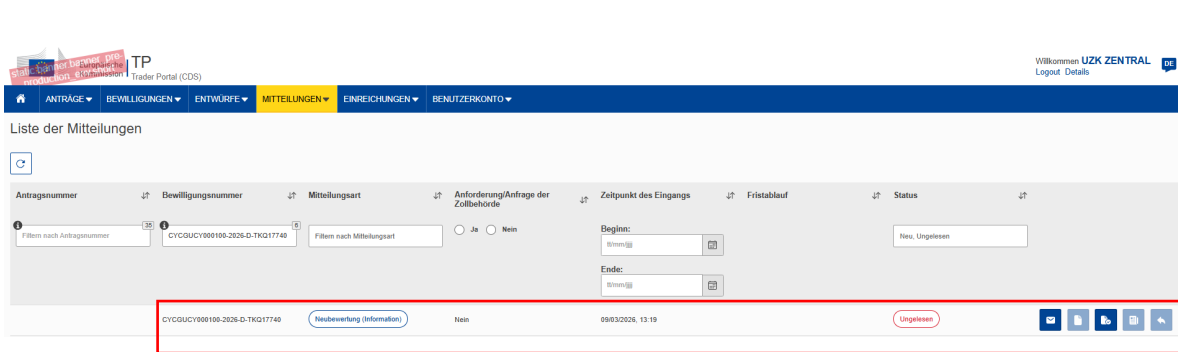 static banner banner pre-
production
Europäische
Kommission
TP
Trader Portal (CDS)
Willkommen UZK ZENTRAL
Logout Details
DE
ANTRÄGE BEWILLIGUNGEN ENTWÜRFE MITTEILUNGEN EINREICHUNGEN BENUTZERKONTO
Liste der Mitteilungen
Antragsnummer Bewilligungsnummer Mitteilungsart Anforderung/Anfrage der Zollbehörde Zeitpunkt des Eingangs Fristablauf Status
35 6
Filtern nach Antragsnummer CYCGUCY000100-2026-D-TKQ17740 Filtern nach Mitteilungsart Ja Nein Neu, Ungelesen
Beginn:
tt/mm/jjjj
Ende:
tt/mm/jjjj
CYCGUCY000100-2026-D-TKQ17740 Neubewertung (Information) Nein 09/03/2026, 13:19 Ungelesen